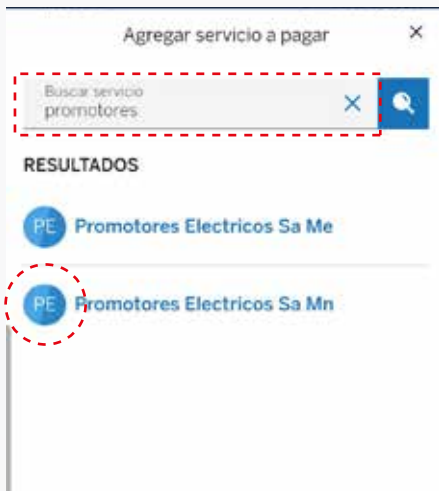 Agregar servicio a pagar
Buscar servicio
promotores
RESULTADOS
PE Promotores Electricos Sa Me
PE Promotores Electricos Sa Mn